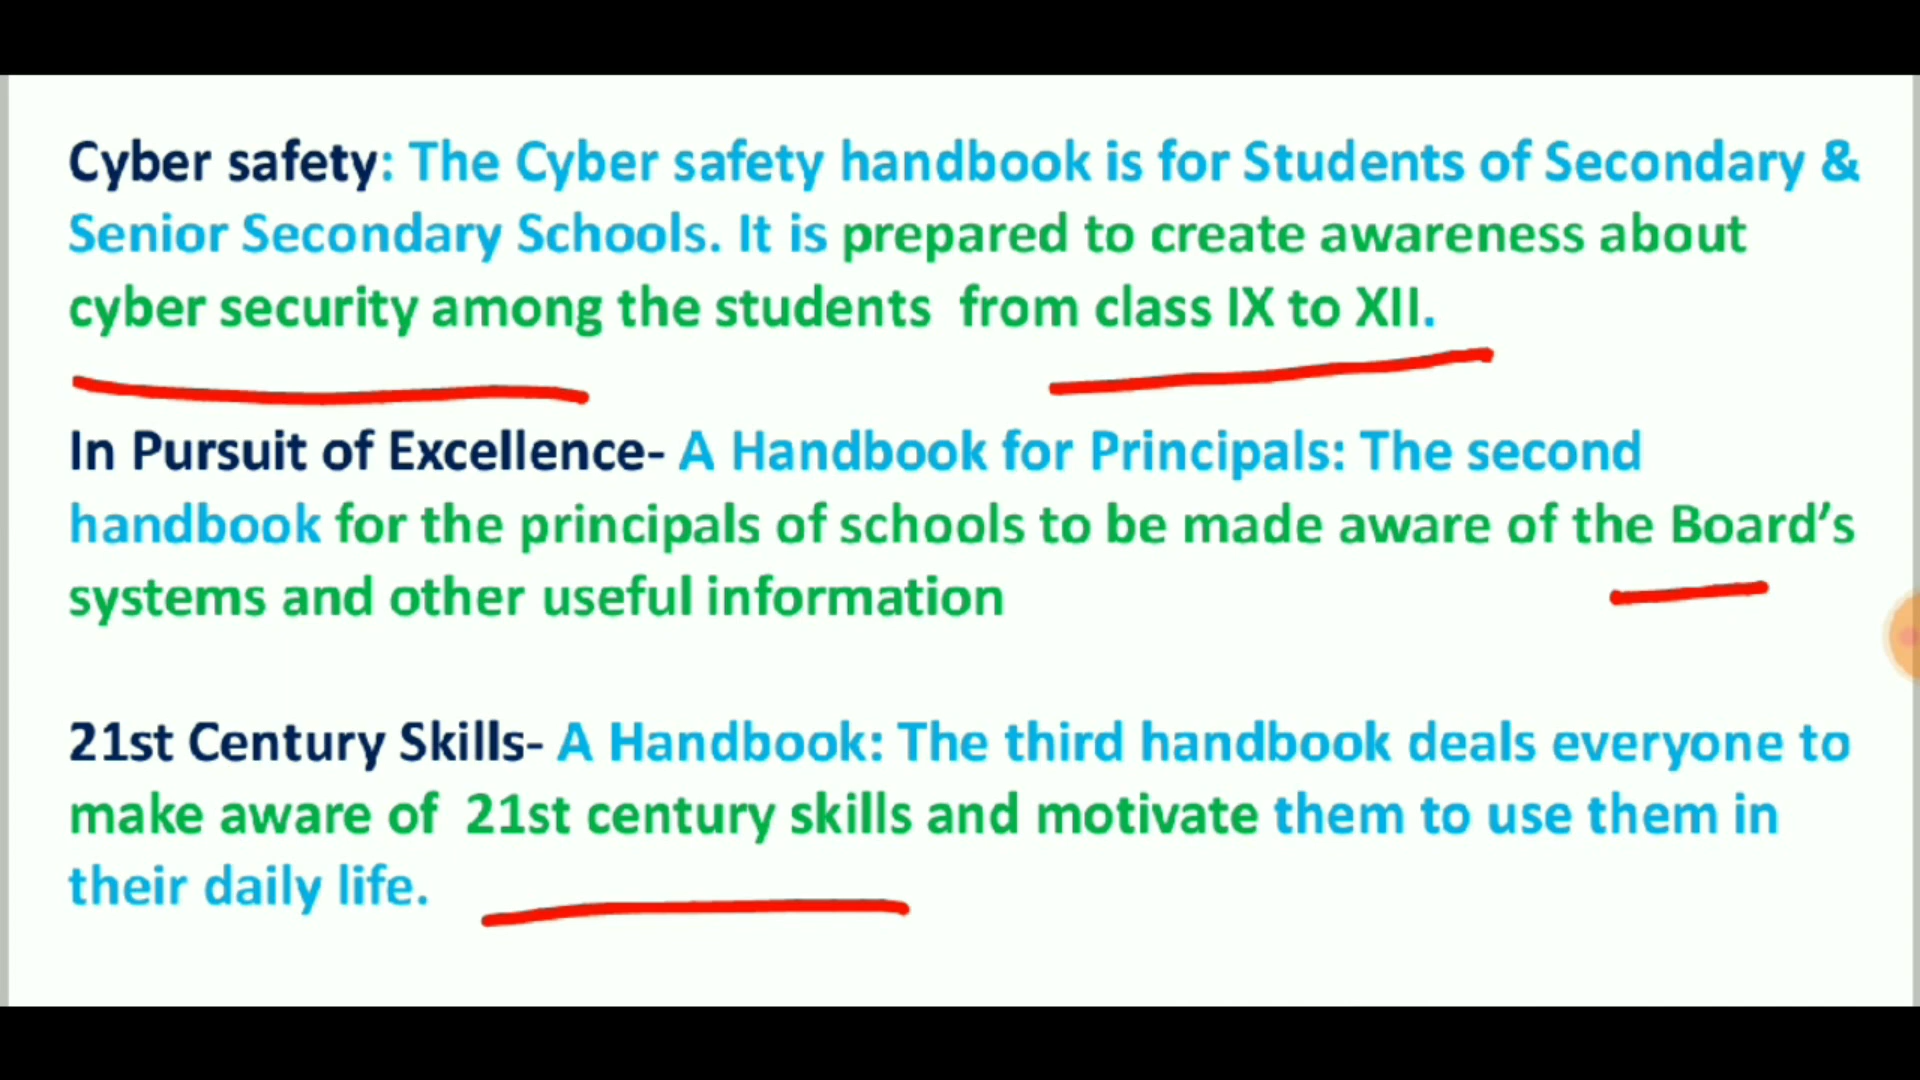 Cyber safety: The Cyber safety handbook is for Students of Secondary &
Senior Secondary Schools. It is prepared to create awareness about
cyber security among the students  from class IX to XII.
In Pursuit of Excellence- A Handbook for Principals: The second
handbook for the principals of schools to be made aware of the Board’s
systems and other useful information
21st Century Skills- A Handbook: The third handbook deals everyone to
make aware of  21st century skills and motivate them to use them in
their daily life.